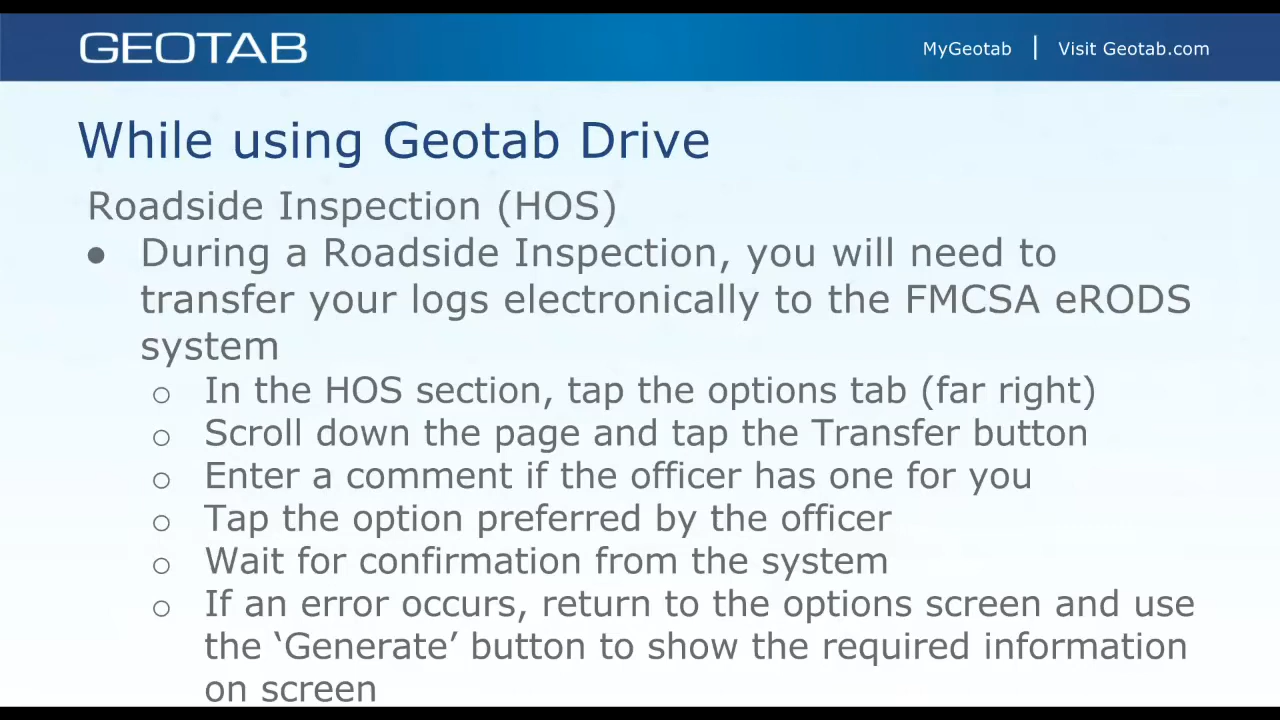 GEOTAB
MyGeotab | Visit Geotab.com
While using Geotab Drive
Roadside Inspection (HOS)
● During a Roadside Inspection, you will need to
transfer your logs electronically to the FMCSA eRODS
system
○ In the HOS section, tap the options tab (far right)
○ Scroll down the page and tap the Transfer button
○ Enter a comment if the officer has one for you
○ Tap the option preferred by the officer
○ Wait for confirmation from the system
○ If an error occurs, return to the options screen and use
the ‘Generate’ button to show the required information
on screen